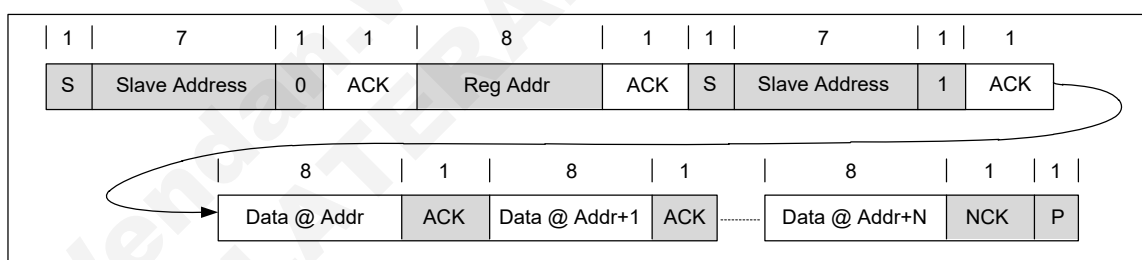 1 7 1 1 8 1 1 7 1 1
S Slave Address 0 ACK Reg Addr ACK S Slave Address 1 ACK
8 1 8 1 8 1 1
Data @ Addr ACK Data @ Addr+1 ACK Data @ Addr+N NCK P